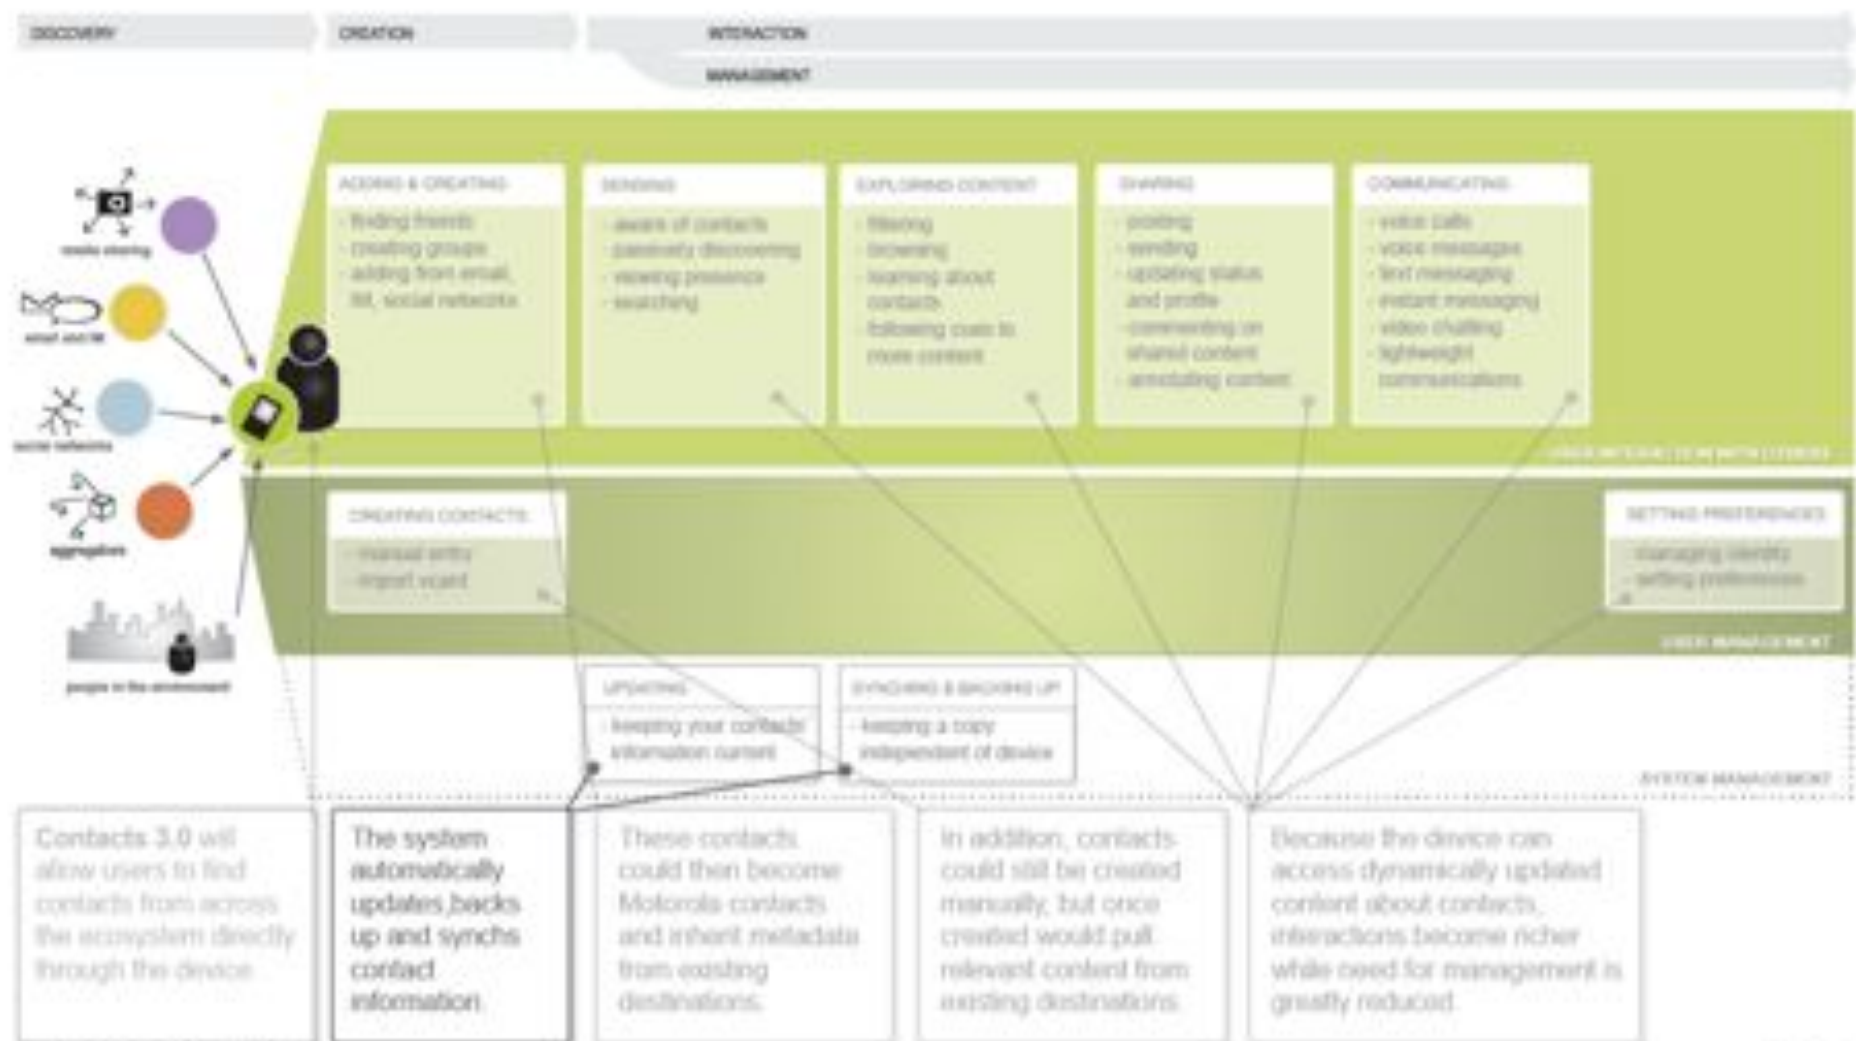 DISCOVERY
CREATION
INTERACTION
MANAGEMENT
ADDING & CREATING
- finding friends
- creating groups
- adding from email,
IM, social networks
SENSING
- aware of contacts
- passively discovering
- viewing presence
- searching
EXPLORING CONTENT
- filtering
- browsing
- learning about
contacts
- following cues to
more content
SHARING
- posting
- sending
- updating status
and profile
- commenting on
shared content
- annotating content
COMMUNICATING
- voice calls
- voice messages
- text messaging
- instant messaging
- video chatting
- lightweight
communications
media sharing
email and IM
social networks
aggregators
people in the environment
USER INTERACTION WITH
CREATING CONTACTS
- manual entry
- import vcard
SETTING PREFERENCES
- managing identity
- setting preferences
USER MANAGEMENT
UPDATING
- keeping your contacts'
information current
SYNCHING & BACKING UP
- keeping a copy
independent of device
SYSTEM MANAGEMENT
Contacts 3.0 will
allow users to find
contacts from across
the ecosystem directly
through the device.
The system
automatically
updates,backs
up and synchs
contact
information.
These contacts
could then become
Motorola contacts
and inherit metadata
from existing
destinations.
In addition, contacts
could still be created
manually, but once
created would pull
relevant content from
existing destinations.
Because the device can
access dynamically updated
content about contacts,
interactions become richer
while need for management is
greatly reduced.